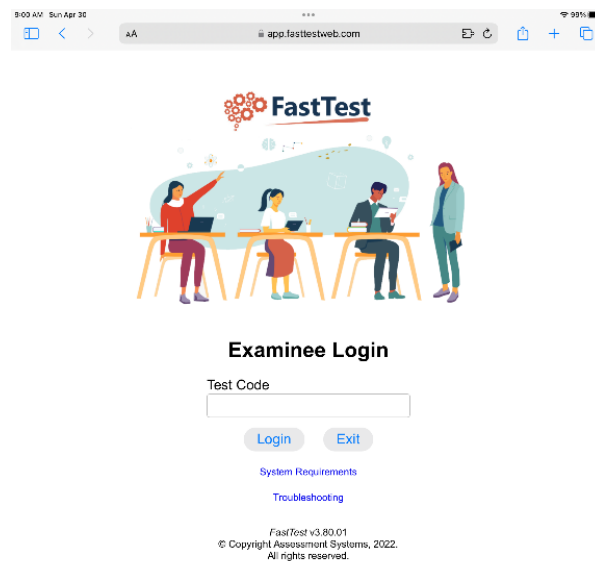 9:00 AM Sun Apr 30
99%
AA
app.fasttestweb.com
FastTest
Examinee Login
Test Code
Login
Exit
System Requirements
Troubleshooting
FastTest v3.80.01
© Copyright Assessment Systems, 2022.
All rights reserved.